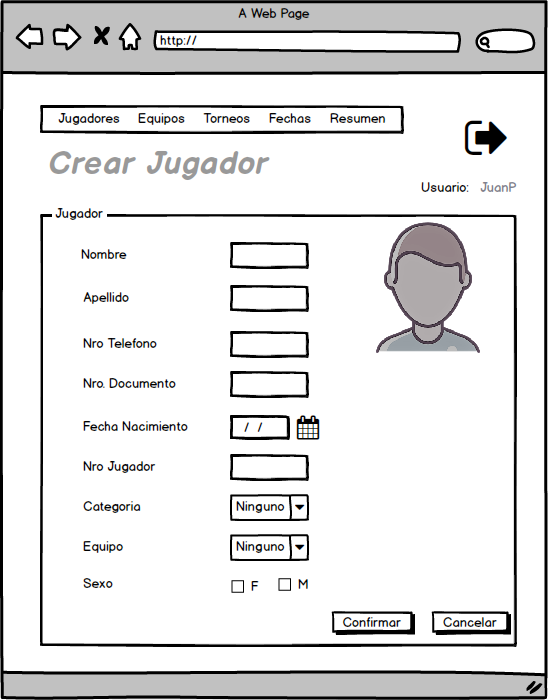 A Web Page
http://
Jugadores Equipos Torneos Fechas Resumen
Crear Jugador
Usuario: JuanP
Jugador
Nombre
Apellido
Nro Telefono
Nro. Documento
Fecha Nacimiento / /
Nro Jugador
Categoria Ninguno
Equipo Ninguno
Sexo F M
Confirmar Cancelar